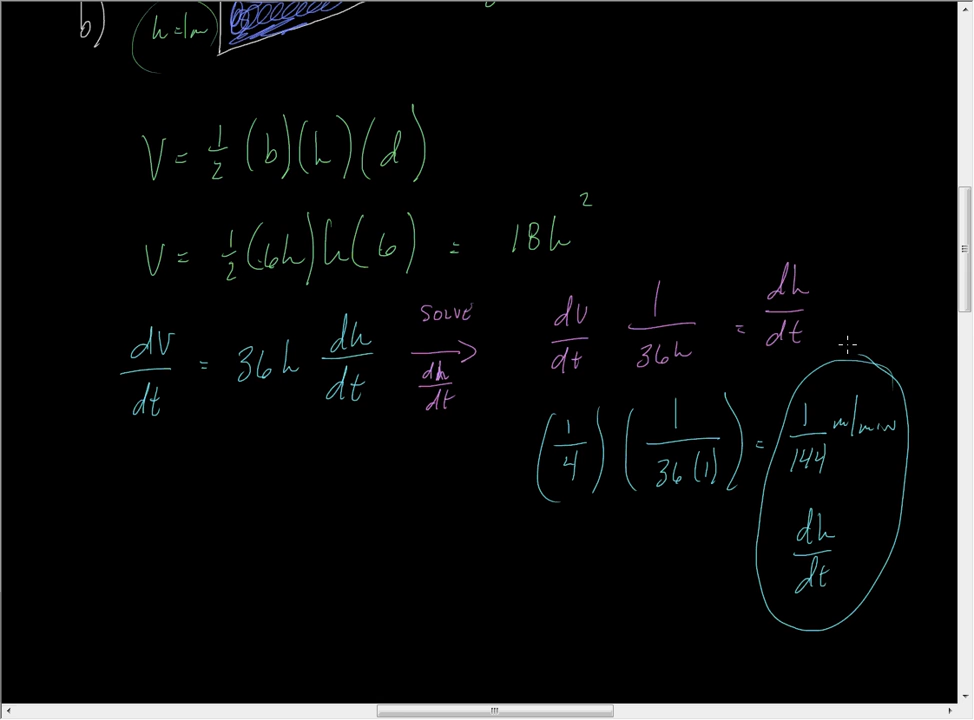 b) h=1m
V = 1/2 (b)(h)(d)
V = 1/2 (6h)h(6) = 18h²
dV/dt = 36h dh/dt SOLVE dh/dt → dV/dt 1/36h = dh/dt
(1/4)(1/36(1)) = 1/144 m/min
dh/dt